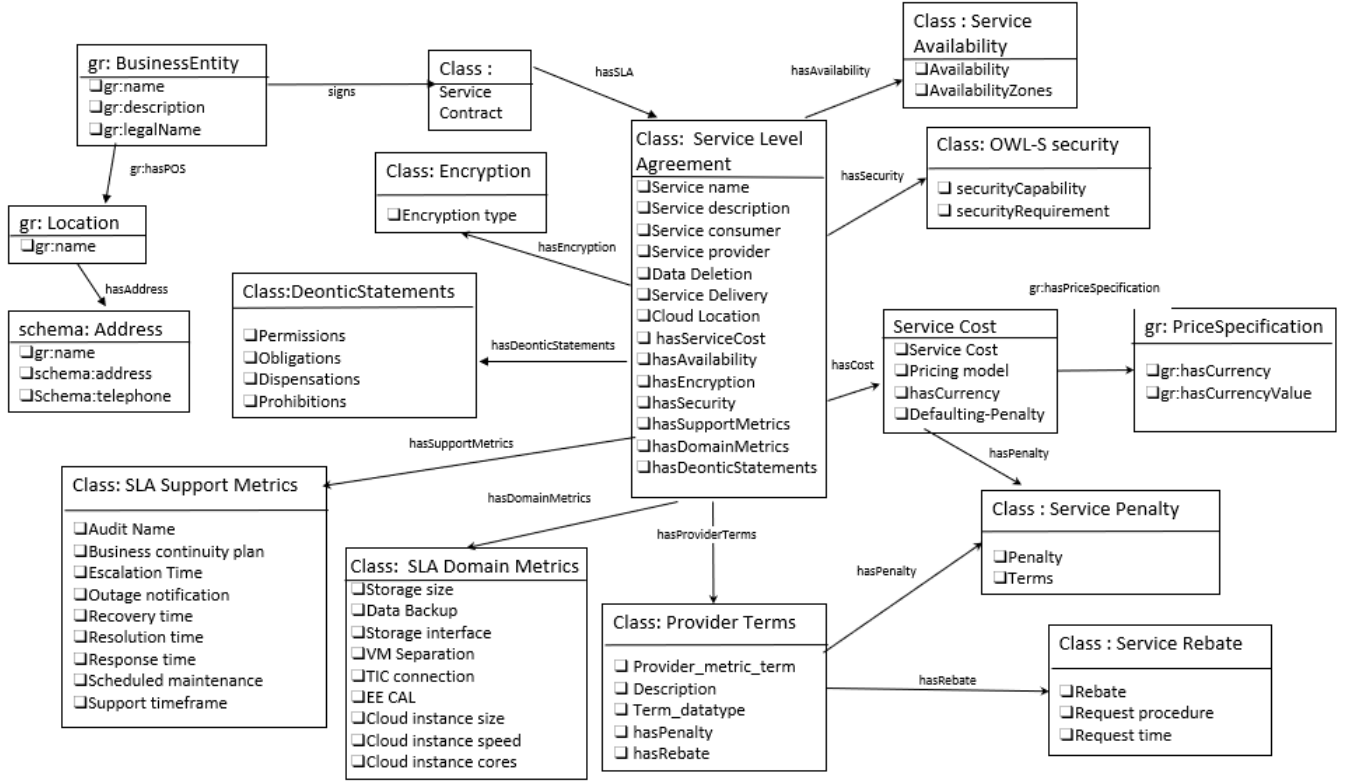 gr: BusinessEntity
❑gr:name
❑gr:description
❑gr:legalName
signs
Class :
Service
Contract
hasSLA
hasAvailability
Class : Service
Availability
❑Availability
❑AvailabilityZones
gr:hasPOS
gr: Location
❑gr:name
hasAddress
schema: Address
❑gr:name
❑schema:address
❑Schema:telephone
Class: Encryption
❑Encryption type
hasEncryption
Class: Service Level
Agreement
❑Service name
❑Service description
❑Service consumer
❑Service provider
❑Data Deletion
❑Service Delivery
❑Cloud Location
❑ hasServiceCost
❑hasAvailability
❑hasEncryption
❑hasSecurity
❑hasSupportMetrics
❑hasDomainMetrics
❑hasDeonticStatements
hasSecurity
Class: OWL-S security
❑ securityCapability
❑ securityRequirement
Class:DeonticStatements
❑Permissions
❑Obligations
❑Dispensations
❑Prohibitions
hasDeonticStatements
hasCost
Service Cost
❑Service Cost
❑Pricing model
❑hasCurrency
❑Defaulting-Penalty
gr:hasPriceSpecification
gr: PriceSpecification
❑gr:hasCurrency
❑gr:hasCurrencyValue
hasPenalty
hasSupportMetrics
Class: SLA Support Metrics
❑Audit Name
❑Business continuity plan
❑Escalation Time
❑Outage notification
❑Recovery time
❑Resolution time
❑Response time
❑Scheduled maintenance
❑Support timeframe
hasDomainMetrics
Class: SLA Domain Metrics
❑Storage size
❑Data Backup
❑Storage interface
❑VM Separation
❑TIC connection
❑EE CAL
❑Cloud instance size
❑Cloud instance speed
❑Cloud instance cores
hasProviderTerms
Class: Provider Terms
❑ Provider_metric_term
❑ Description
❑ Term_datatype
❑ hasPenalty
❑ hasRebate
hasPenalty
Class : Service Penalty
❑Penalty
❑Terms
hasRebate
Class : Service Rebate
❑Rebate
❑Request procedure
❑Request time